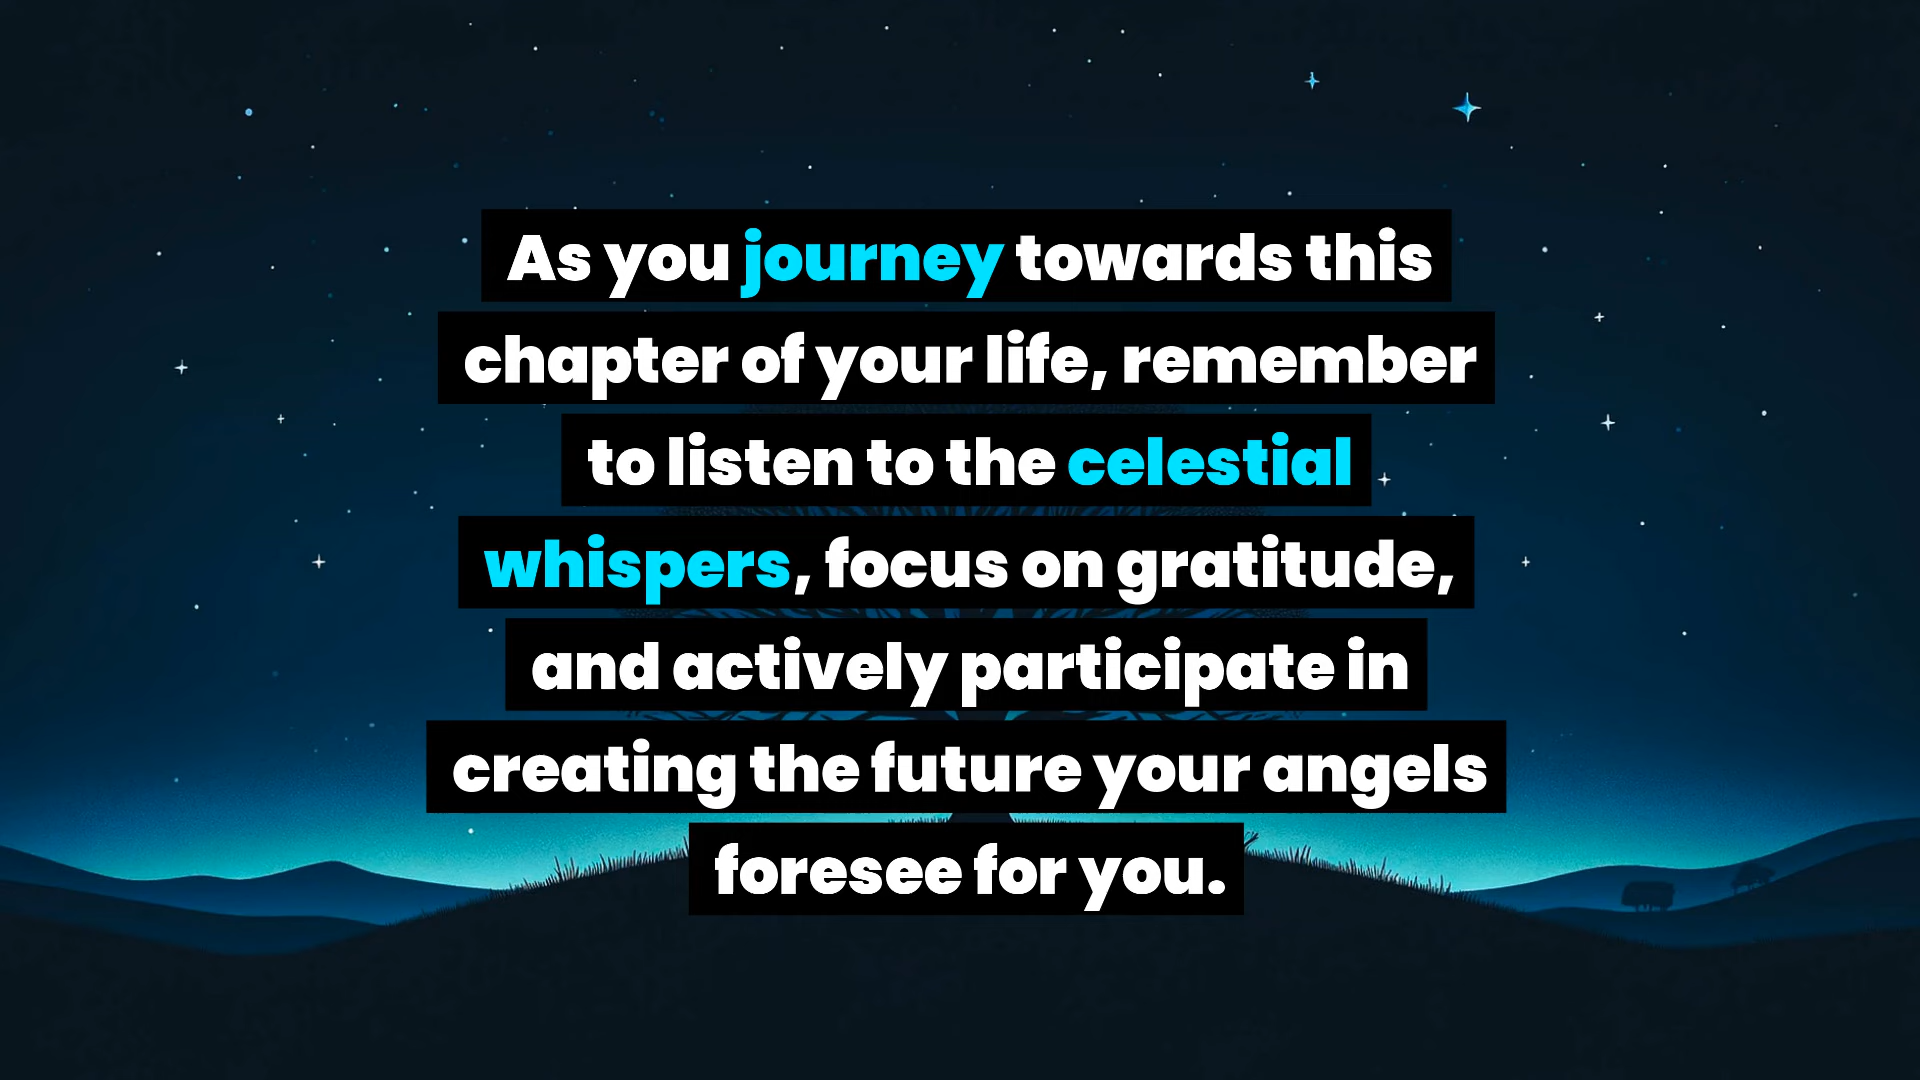 As you journey towards this
chapter of your life, remember
to listen to the celestial
whispers, focus on gratitude,
and actively participate in
creating the future your angels
foresee for you.